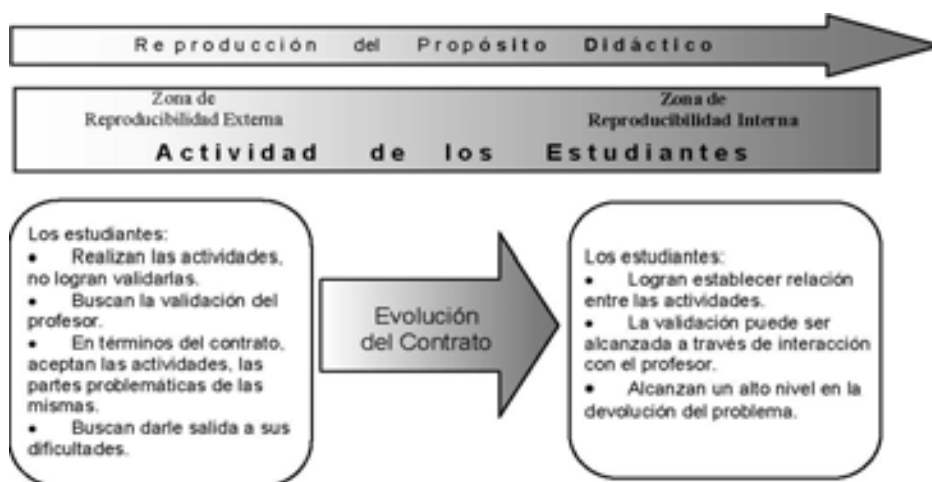 Reproducción del Propósito Didáctico
Zona de
Reproducibilidad Externa
Zona de
Reproducibilidad Interna
Actividad de los Estudiantes
Los estudiantes:
• Realizan las actividades,
no logran validarlas.
• Buscan la validación del
profesor.
• En términos del contrato,
aceptan las actividades, las
partes problemáticas de las
mismas.
• Buscan darle salida a sus
dificultades.
Evolución
del Contrato
Los estudiantes:
• Logran establecer relación
entre las actividades.
• La validación puede ser
alcanzada a través de interacción
con el profesor.
• Alcanzan un alto nivel en la
devolución del problema.